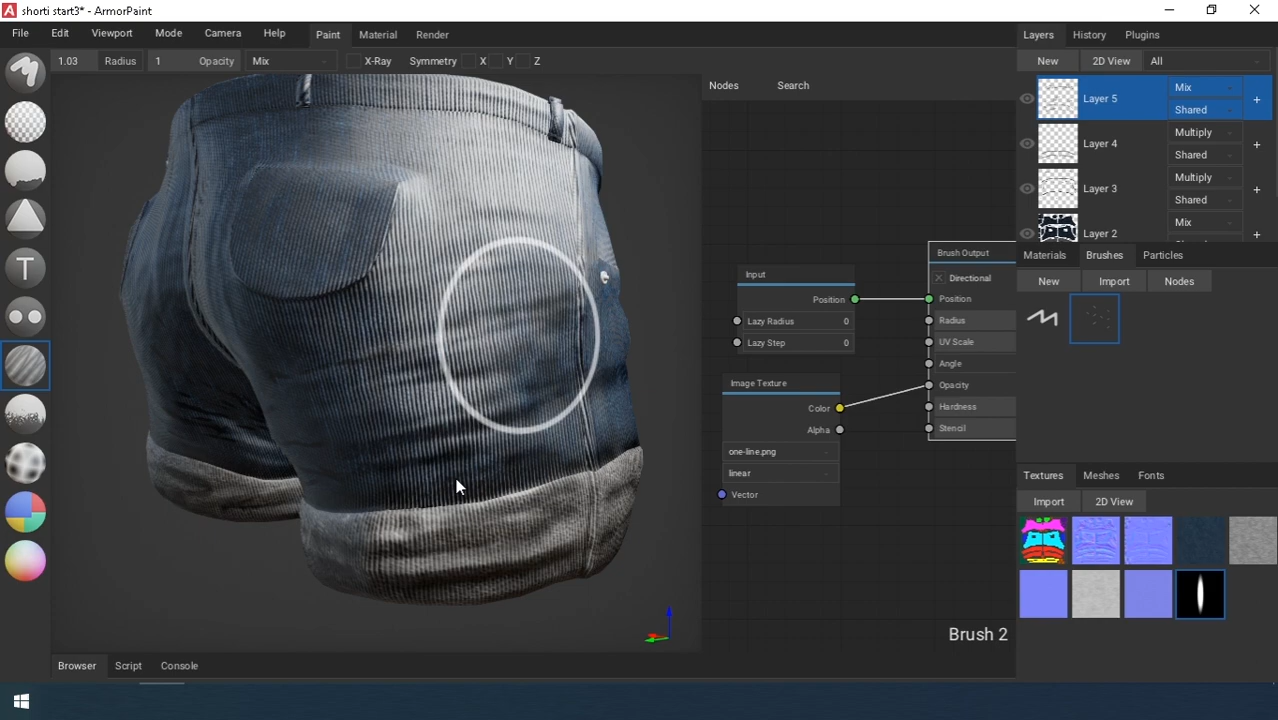 shorti start3* - ArmorPaint
File Edit Viewport Mode Camera Help Paint Material Render
1.03 Radius 1 Opacity Mix X-Ray Symmetry X Y Z
Nodes Search
Input
Position
Lazy Radius 0
Lazy Step 0
Image Texture
Color
Alpha
one-line.png
linear
Vector
Brush Output
Directional
Position
Radius
UV Scale
Angle
Opacity
Hardness
Stencil
Brush 2
Layers History Plugins
New 2D View All
Layer 5 Mix
Shared
Layer 4 Multiply
Shared
Layer 3 Multiply
Shared
Layer 2 Mix
Materials Brushes Particles
New Import Nodes
Textures Meshes Fonts
Import 2D View
Browser Script Console